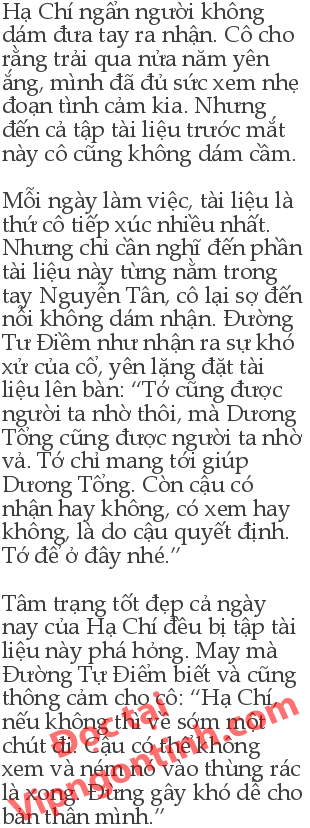 Hạ Chí ngẩn người không
dám đưa tay ra nhận. Cô cho
rằng trải qua nửa năm yên
ắng, mình đã đủ sức xem nhẹ
đoạn tình cảm kia. Nhưng
đến cả tập tài liệu trước mắt
này cô cũng không dám cầm.

Mỗi ngày làm việc, tài liệu là
thứ cô tiếp xúc nhiều nhất.
Nhưng chỉ cần nghĩ đến phần
tài liệu này từng nằm trong
tay Nguyễn Tân, cô lại sợ đến
nỗi không dám nhận. Đường
Tư Điềm như nhận ra sự khó
xử của cổ, yên lặng đặt tài
liệu lên bàn: “Tớ cũng được
người ta nhờ thôi, mà Dương
Tổng cũng được người ta nhờ
vả. Tớ chỉ mang tới giúp
Dương Tổng. Còn cậu có
nhận hay không, có xem hay
không, là do cậu quyết định.
Tớ để ở đây nhé.”

Tâm trạng tốt đẹp cả ngày
nay của Hạ Chí đều bị tập tài
liệu này phá hỏng. May mà
Đường Tự Điểm biết và cũng
thông cảm cho cô: “Hạ Chí,
nếu không thì về sớm một
chút đi. Cậu có thể không
xem và ném nó vào thùng rác
là xong. Đừng gây khó dễ cho
bản thân mình.”
Đọc tại
Vipngontinh.com